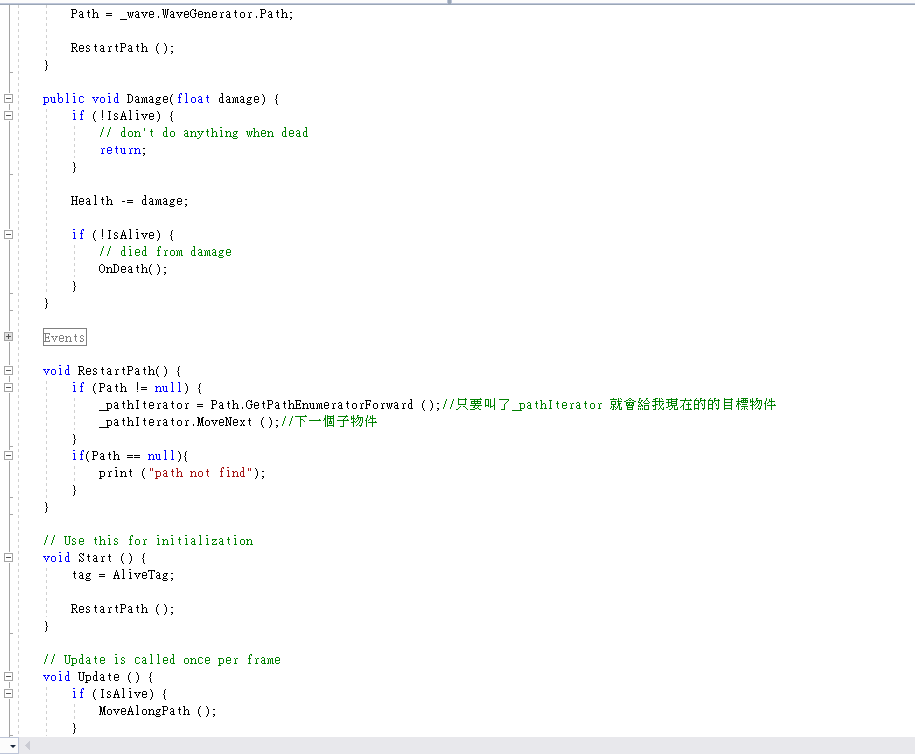 Path = _wave.WaveGenerator.Path;
RestartPath ();
}
public void Damage(float damage) {
if (!IsAlive) {
// don't do anything when dead
return;
}
Health -= damage;
if (!IsAlive) {
// died from damage
OnDeath();
}
}
Events
void RestartPath() {
if (Path != null) {
_pathIterator = Path.GetPathEnumeratorForward ();//只要叫了_pathIterator 就會給我現在的的目標物件
_pathIterator.MoveNext ();//下一個子物件
}
if(Path == null){
print ("path not find");
}
}
// Use this for initialization
void Start () {
tag = AliveTag;
RestartPath ();
}
// Update is called once per frame
void Update () {
if (IsAlive) {
MoveAlongPath ();
}